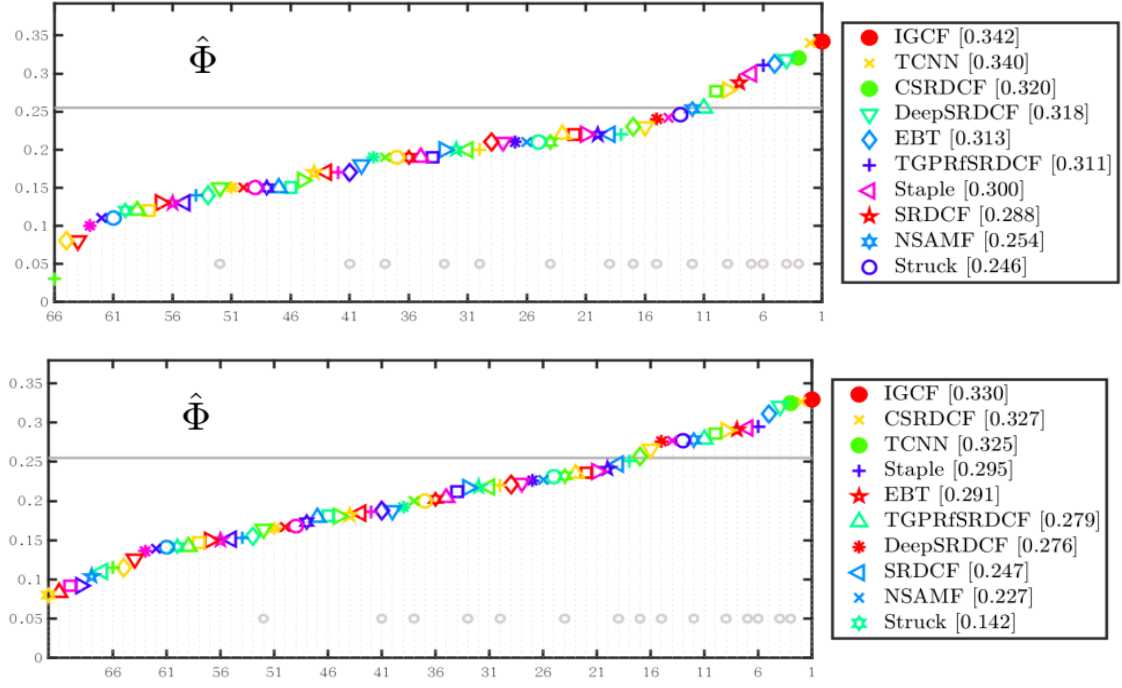 0.35
0.3
0.25
0.2
0.15
0.1
0.05
0
Φ̂
66 61 56 51 46 41 36 31 26 21 16 11 6 1
IGCF [0.342]
TCNN [0.340]
CSRDCF [0.320]
DeepSRDCF [0.318]
EBT [0.313]
TGPRfSRDCF [0.311]
Staple [0.300]
SRDCF [0.288]
NSAMF [0.254]
Struck [0.246]
0.35
0.3
0.25
0.2
0.15
0.1
0.05
0
Φ̂
66 61 56 51 46 41 36 31 26 21 16 11 6 1
IGCF [0.330]
CSRDCF [0.327]
TCNN [0.325]
Staple [0.295]
EBT [0.291]
TGPRfSRDCF [0.279]
DeepSRDCF [0.276]
SRDCF [0.247]
NSAMF [0.227]
Struck [0.142]